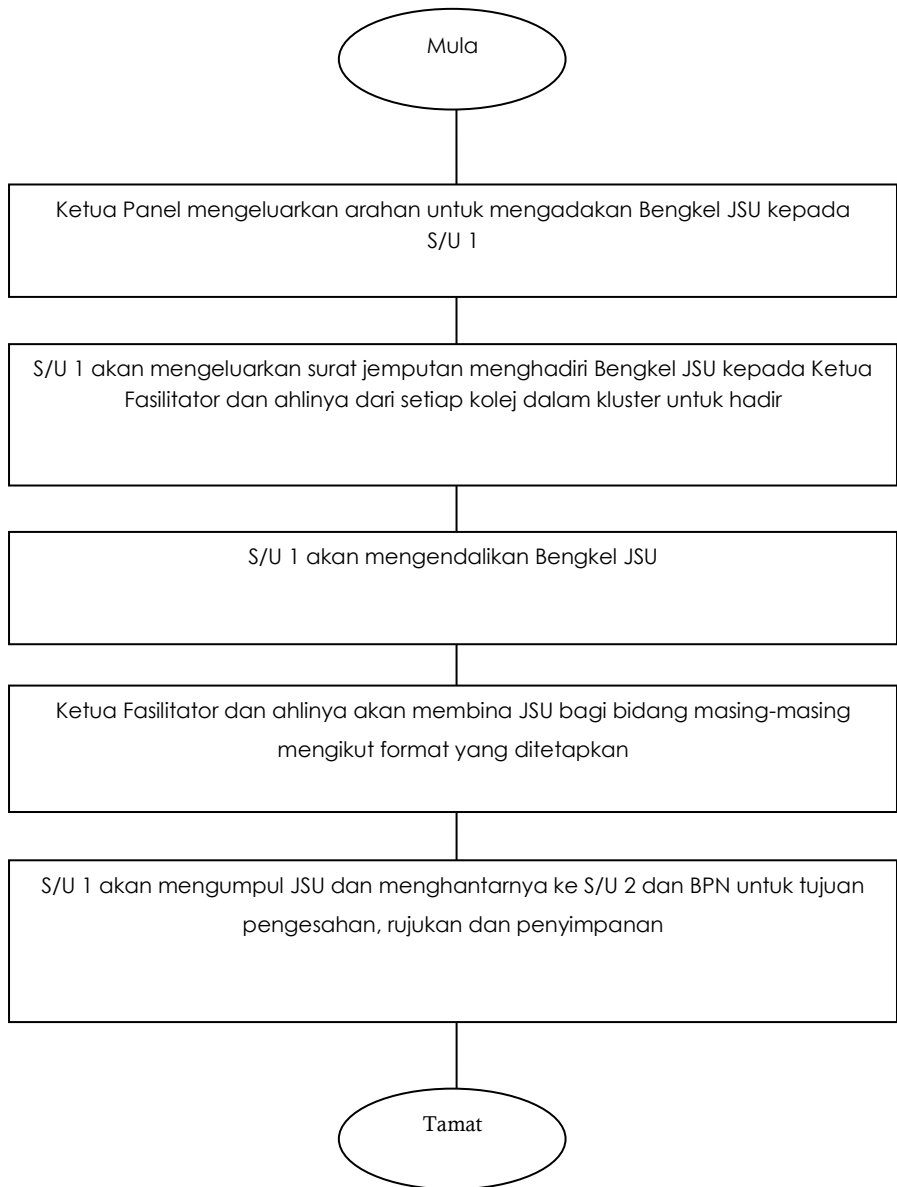 Mula
Ketua Panel mengeluarkan arahan untuk mengadakan Bengkel JSU kepada
S/U 1
S/U 1 akan mengeluarkan surat jemputan menghadiri Bengkel JSU kepada Ketua
Fasilitator dan ahlinya dari setiap kolej dalam kluster untuk hadir
S/U 1 akan mengendalikan Bengkel JSU
Ketua Fasilitator dan ahlinya akan membina JSU bagi bidang masing-masing
mengikut format yang ditetapkan
S/U 1 akan mengumpul JSU dan menghantarnya ke S/U 2 dan BPN untuk tujuan
pengesahan, rujukan dan penyimpanan
Tamat